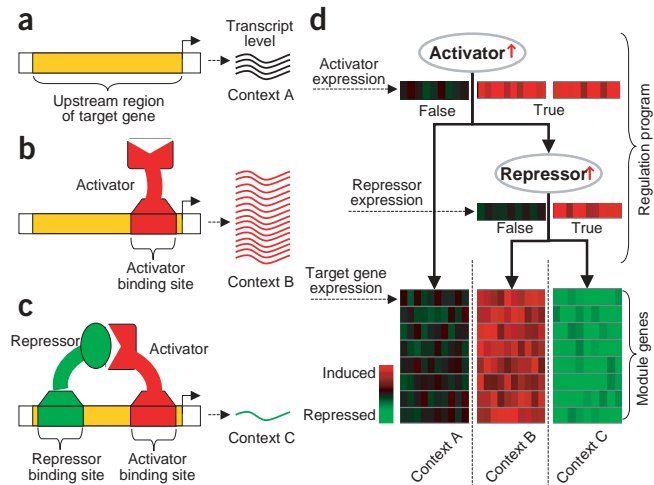 a
Transcript
level
Context A
Upstream region
of target gene
b
Activator
Activator
binding site
Context B
c
Repressor
Activator
Repressor
binding site
Activator
binding site
Context C
d
Activator↑
Activator
expression
False
True
Repressor↑
Repressor
expression
False
True
Target gene
expression
Induced
Repressed
Context A
Context B
Context C
Regulation program
Module genes